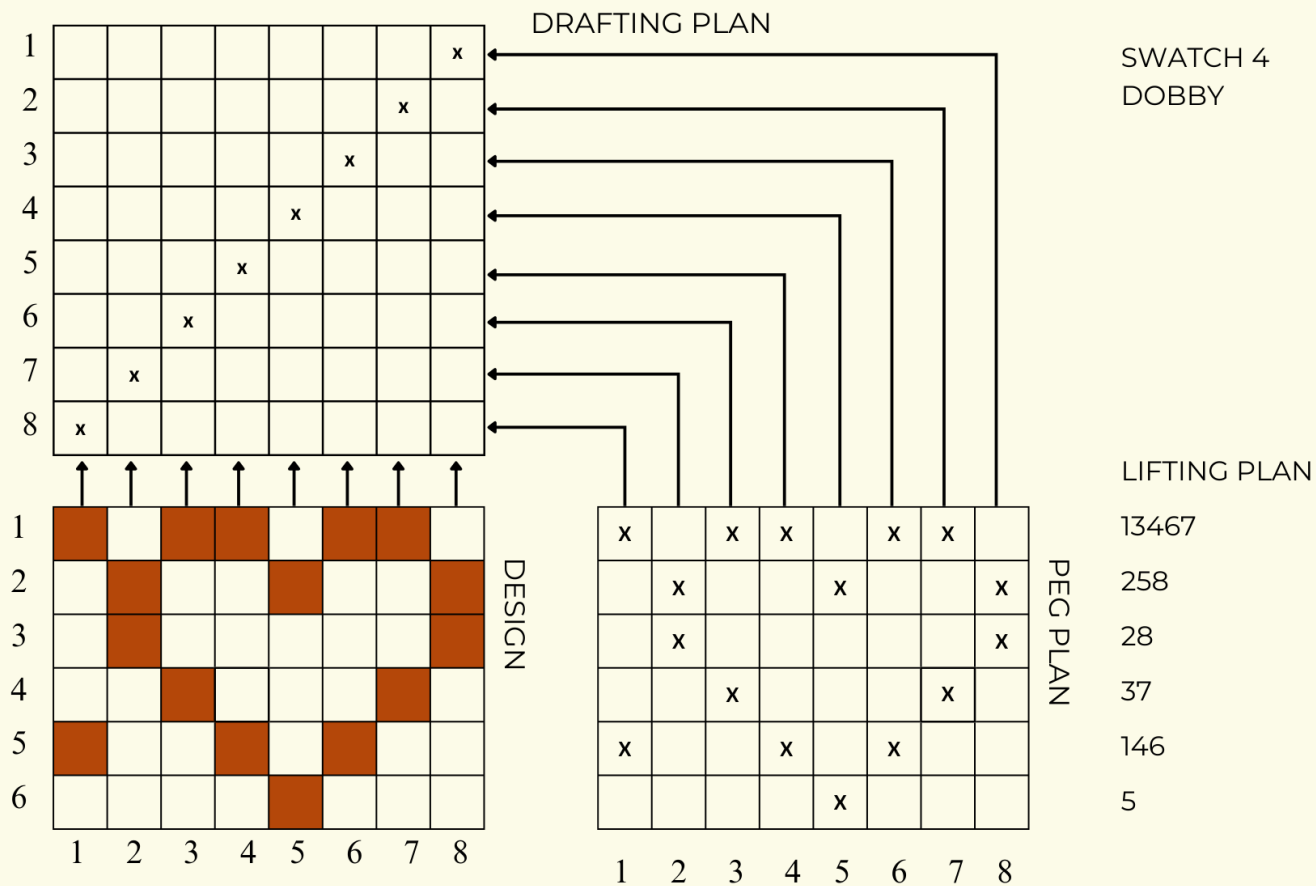 DRAFTING PLAN
SWATCH 4
DOBBY
1 x
2 x
3 x
4 x
5 x
6 x
7 x
8 x
LIFTING PLAN
DESIGN
PEG PLAN
1
2
3
4
5
6
1 2 3 4 5 6 7 8
X X X X X
X X X
X X
X X
X X X
X
1 2 3 4 5 6 7 8
13467
258
28
37
146
5